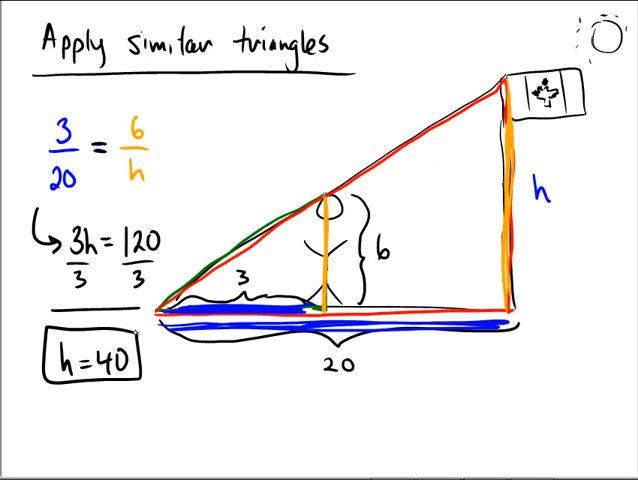 Apply similar triangles
3/20 = 6/h
3h = 120
3 3
h = 40
3
6
h
20